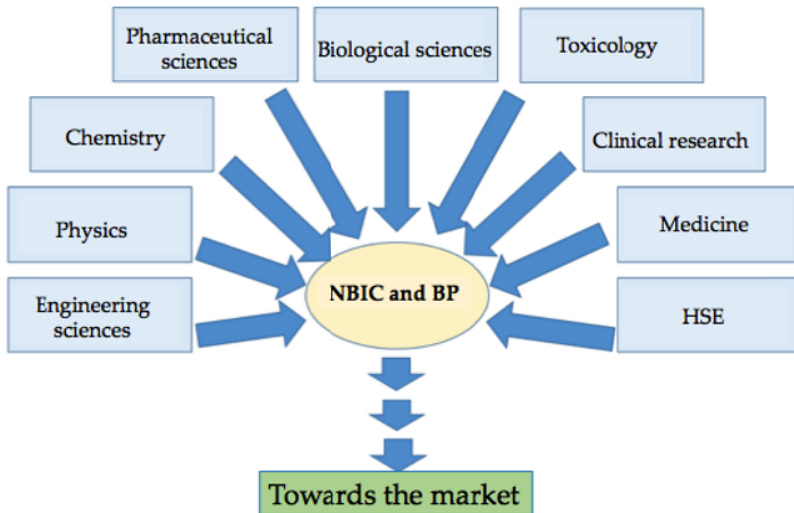 Pharmaceutical
sciences
Biological sciences
Toxicology
Chemistry
Clinical research
Physics
Medicine
Engineering
sciences
HSE
NBIC and BP
Towards the market